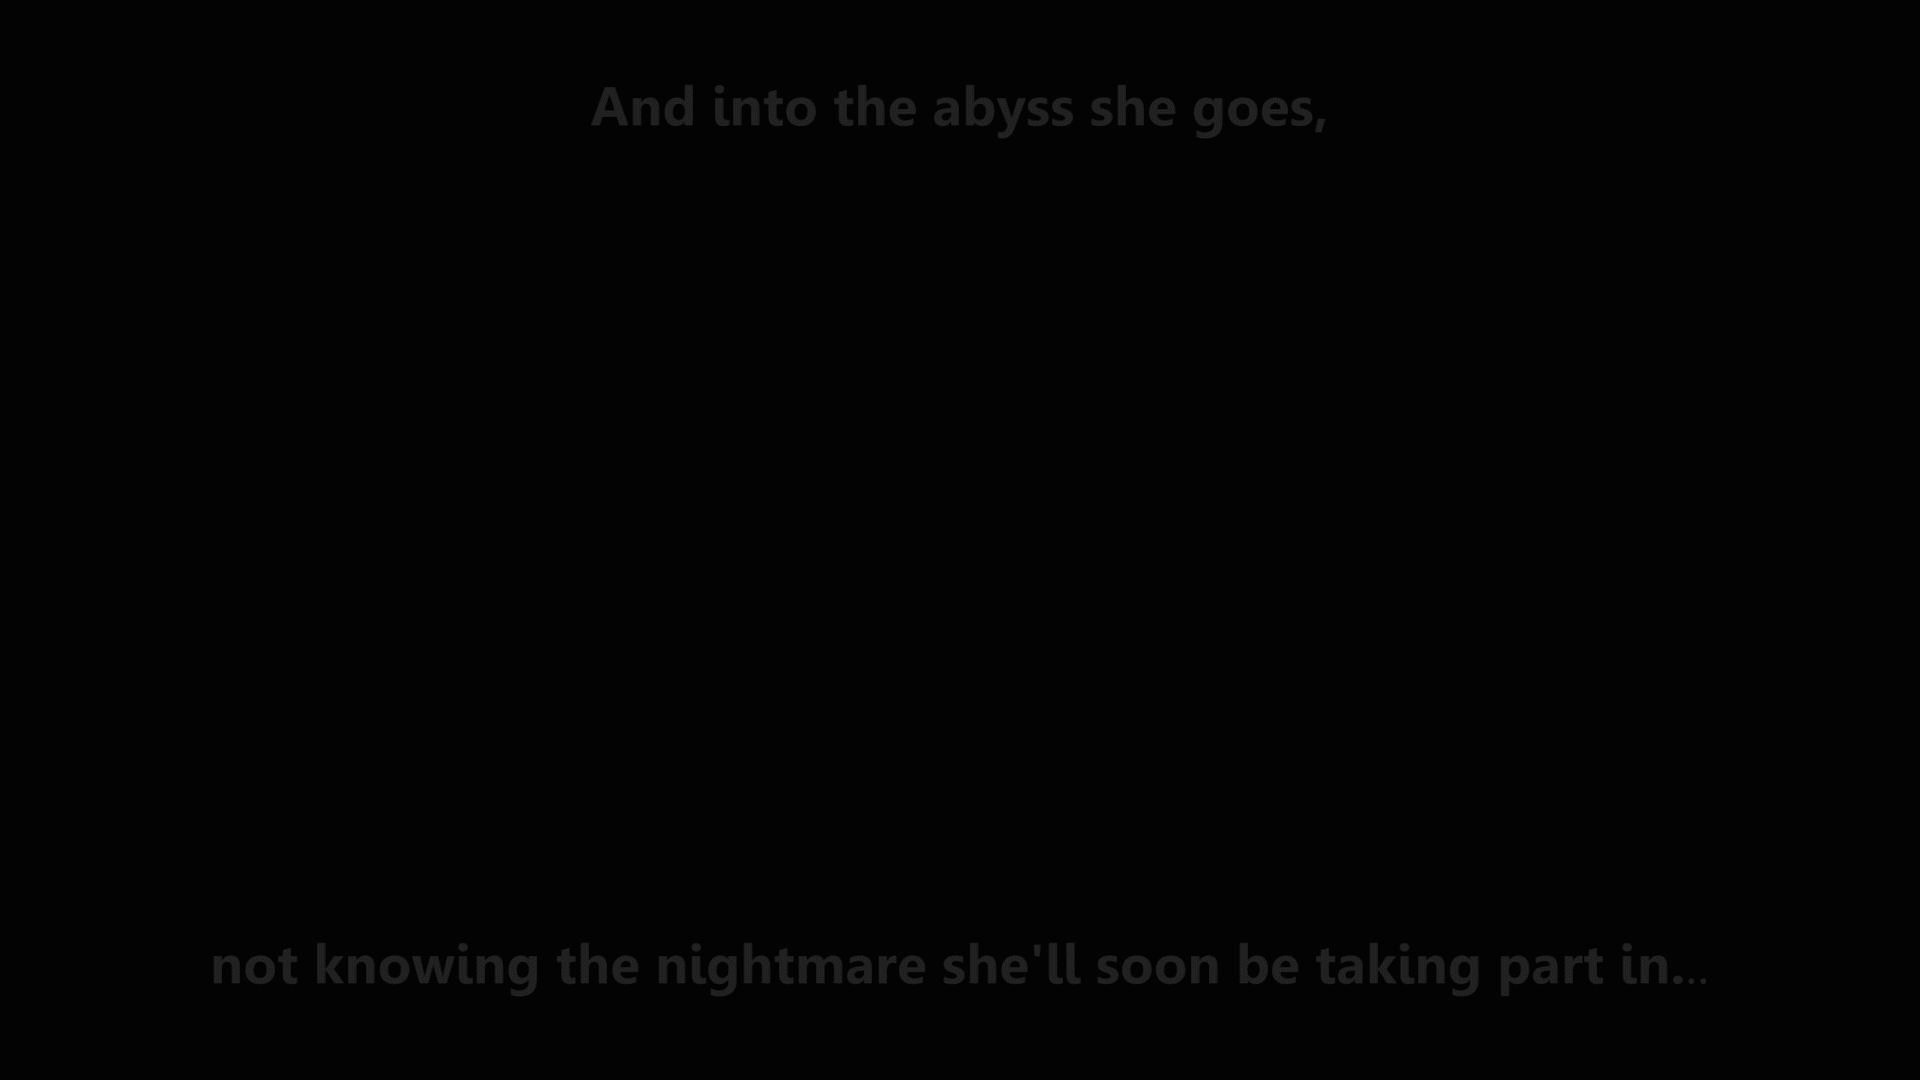 And into the abyss she goes,
not knowing the nightmare she'll soon be taking part in...